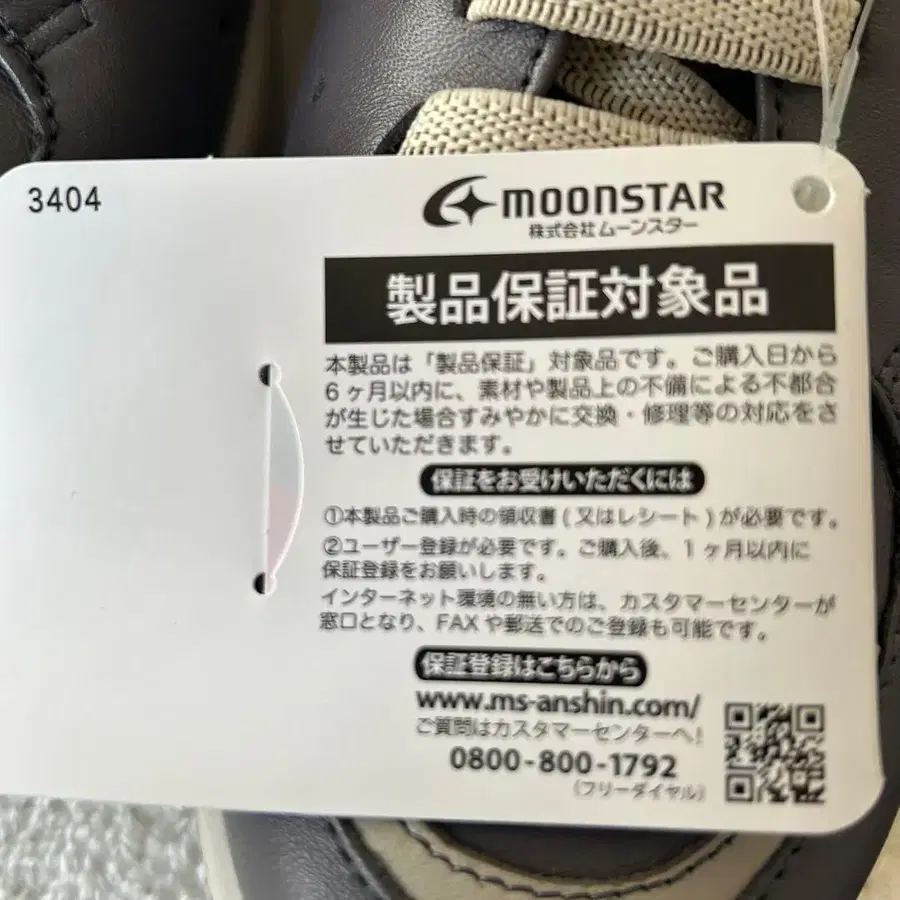 3404
MOONSTAR
株式会社ムーンスター
製品保証対象品
本製品は「製品保証」対象品です。ご購入日から
6ヶ月以内に、素材や製品上の不備による不都合
が生じた場合すみやかに交換・修理等の対応をさ
せていただきます。
保証をお受けいただくには
①本製品ご購入時の領収書(又はレシート)が必要です。
②ユーザー登録が必要です。ご購入後、1ヶ月以内に
保証登録をお願いします。
インターネット環境の無い方は、カスタマーセンターが
窓口となり、FAXや郵送でのご登録も可能です。
保証登録はこちらから
www.ms-anshin.com/
ご質問はカスタマーセンターへ!
0800-800-1792
(フリーダイヤル)